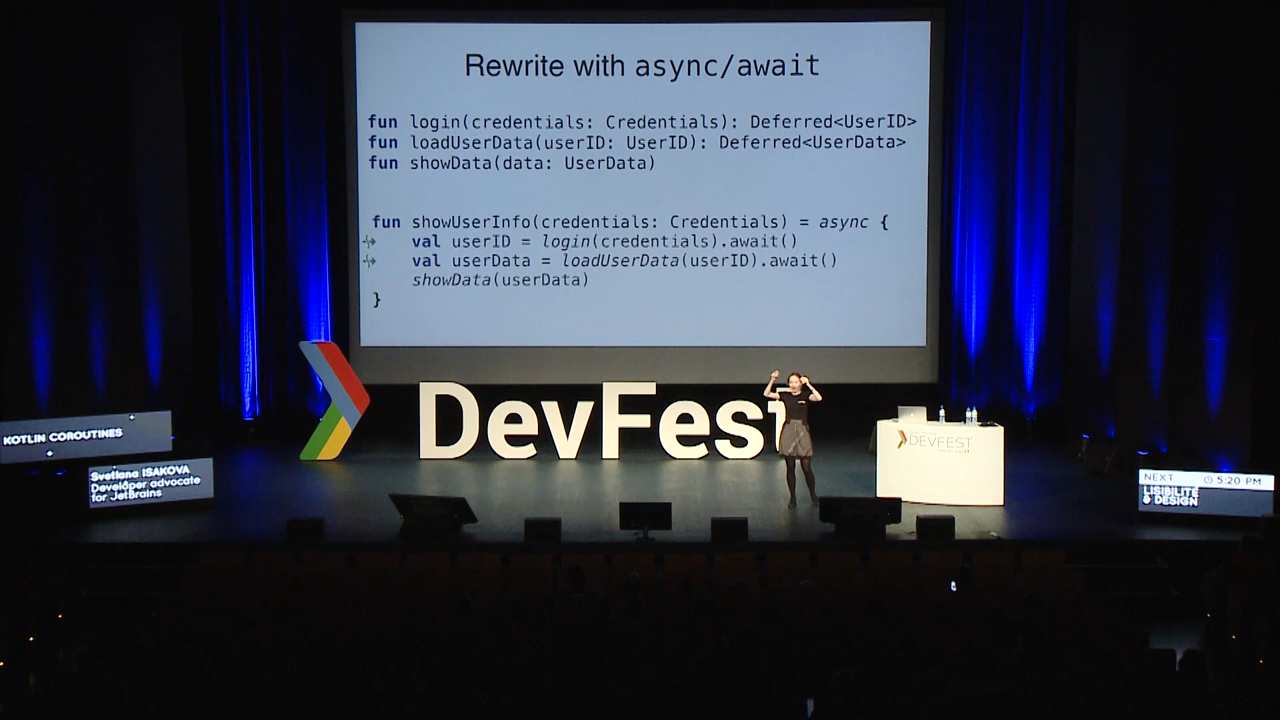 Rewrite with async/await
fun login(credentials: Credentials): Deferred<UserID>
fun loadUserData(userID: UserID): Deferred<UserData>
fun showData(data: UserData)
fun showUserInfo(credentials: Credentials) = async {
val userID = login(credentials).await()
val userData = loadUserData(userID).await()
showData(userData)
}
DevFest
DEVFEST
KOTLIN COROUTINES
Svetlana ISAKOVA
Developer advocate
for JetBrains
NEXT 5:20 PM
LISIBILITÉ
& DESIGN